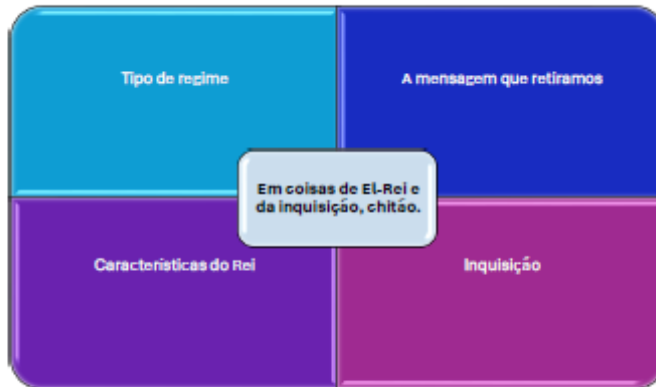 Tipo de regime
A mensagem que retiramos
Em coisas de El-Rei e
da inquisição, chitão.
Características do Rei
Inquisição